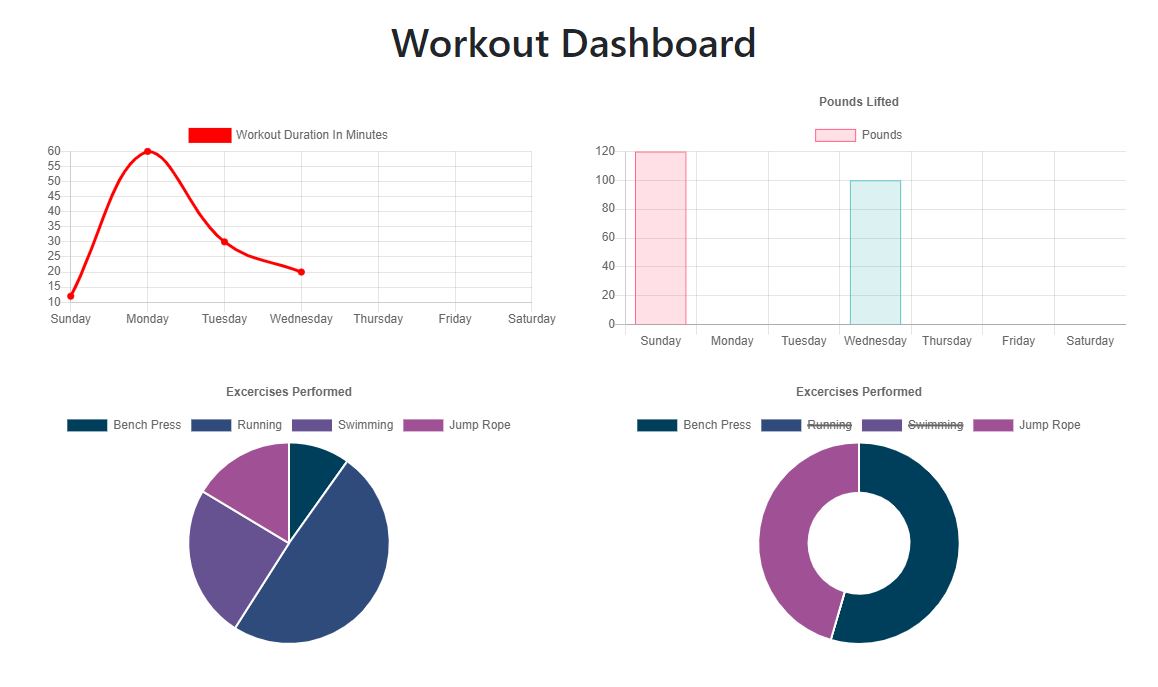 Workout Dashboard
Workout Duration In Minutes
60
55
50
45
40
35
30
25
20
15
10
Sunday Monday Tuesday Wednesday Thursday Friday Saturday
Pounds Lifted
Pounds
120
100
80
60
40
20
0
Sunday Monday Tuesday Wednesday Thursday Friday Saturday
Excercises Performed
Bench Press Running Swimming Jump Rope
Excercises Performed
Bench Press Running Swimming Jump Rope